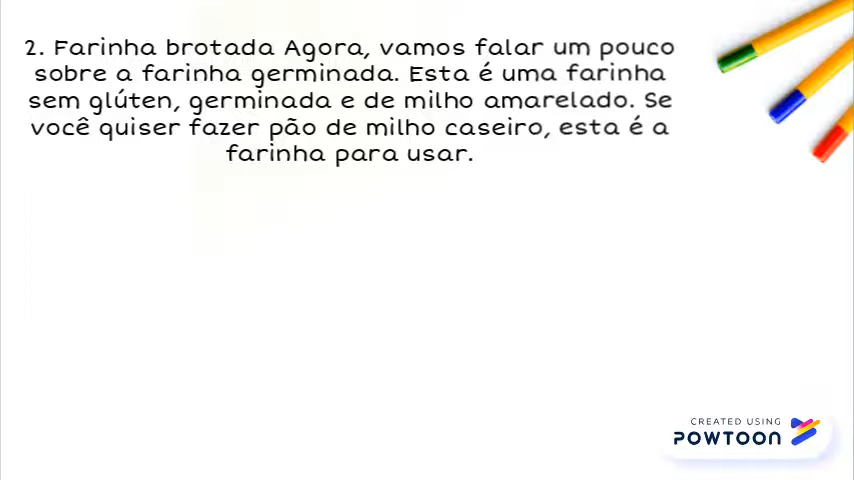 2. Farinha brotada Agora, vamos falar um pouco
sobre a farinha germinada. Esta é uma farinha
sem glúten, germinada e de milho amarelado. Se
você quiser fazer pão de milho caseiro, esta é a
farinha para usar.
CREATED USING
POWTOON